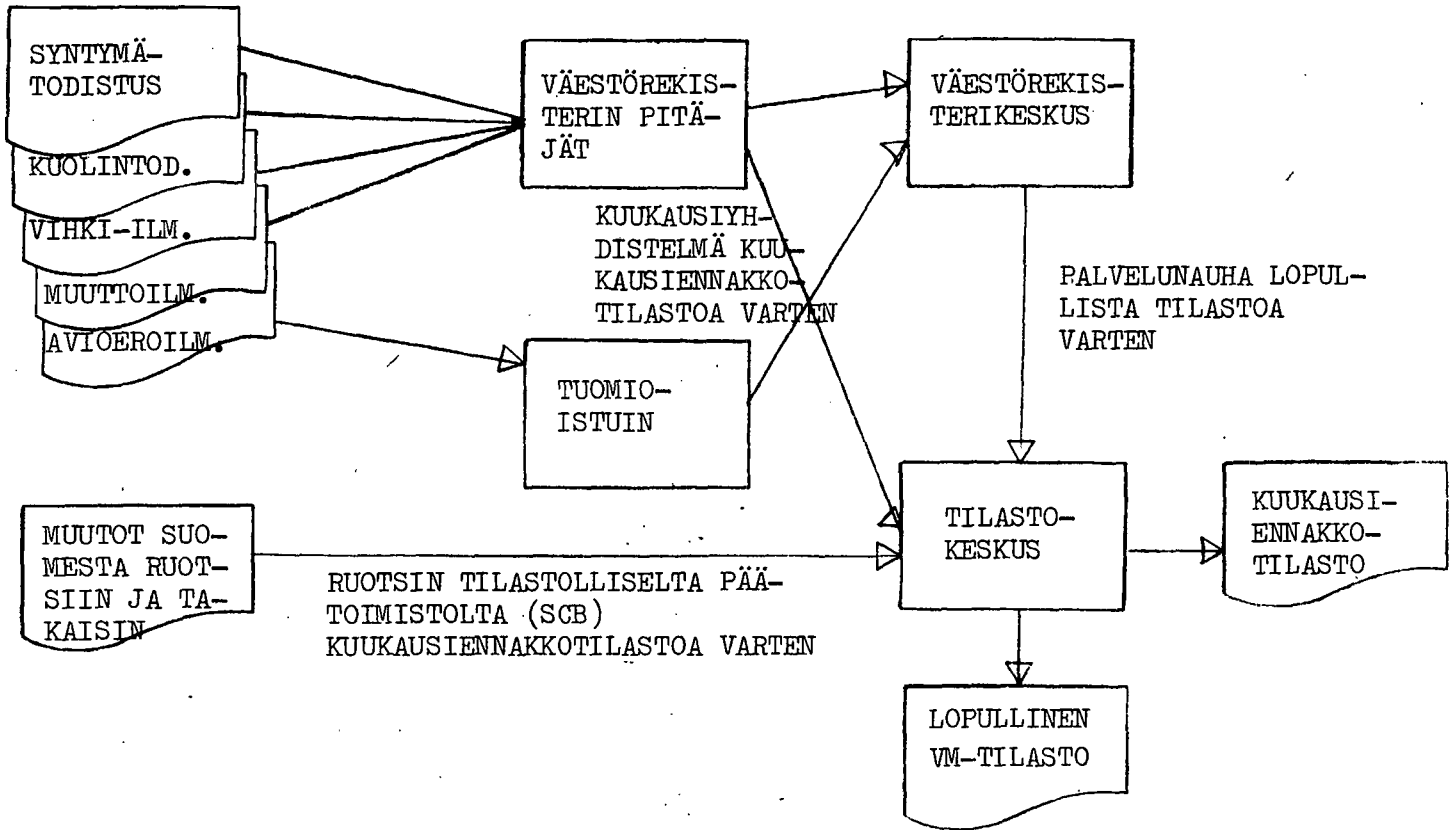 SYNTYMÄ-
TODISTUS
KUOLINTOD.
VIHKI-ILM.
MUUTTOILM.
AVIOEROILM.
VÄESTÖREKIS-
TERIN PITÄ-
JÄT
VÄESTÖREKIS-
TERIKESKUS
KUUKAUSIYH-
DISTELMÄ KUU-
KAUSIENNAKKO-
TILASTOA VARTEN
PALVELUNAUHA LOPUL-
LISTA TILASTOA
VARTEN
TUOMIO-
ISTUIN
MUUTOT SUO-
MESTA RUOT-
SIIN JA TA-
KAISIN
RUOTSIN TILASTOLLISELTA PÄÄ-
TOIMISTOLTA (SCB)
KUUKAUSIENNAKKOTILASTOA VARTEN
TILASTO-
KESKUS
KUUKAUSI-
ENNAKKO-
TILASTO
LOPULLINEN
VM-TILASTO